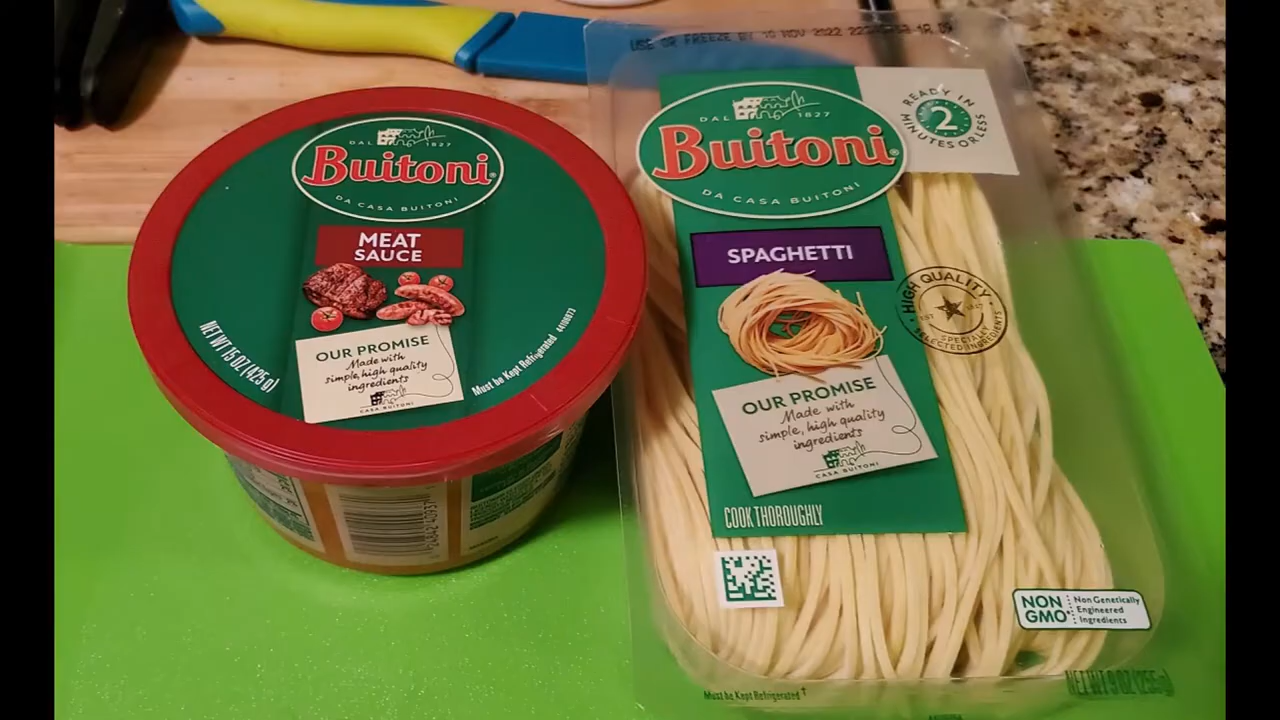 DAL 1827
Buitoni®
DA CASA BUITONI
MEAT
SAUCE
OUR PROMISE
Made with
simple, high quality
ingredients
CASA BUITONI
NET WT 15 OZ (425 g)
Must be Kept Refrigerated
USE OR FREEZE BY 10 NOV 2022
DAL 1827
Buitoni®
DA CASA BUITONI
READY IN
2
MINUTES OR LESS
SPAGHETTI
HIGH QUALITY
SPECIALLY
SELECTED INGREDIENTS
OUR PROMISE
Made with
simple, high quality
ingredients
CASA BUITONI
COOK THOROUGHLY
NON
GMO
Non Genetically
Engineered
Ingredients
Must be Kept Refrigerated†
NET WT 9 OZ (255 g)